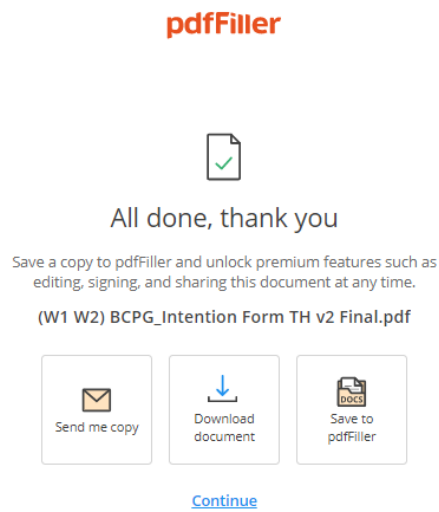 pdfFiller
All done, thank you
Save a copy to pdfFiller and unlock premium features such as
editing, signing, and sharing this document at any time.
(W1 W2) BCPG_Intention Form TH v2 Final.pdf
Send me copy
Download
document
DOCS
Save to
pdfFiller
Continue